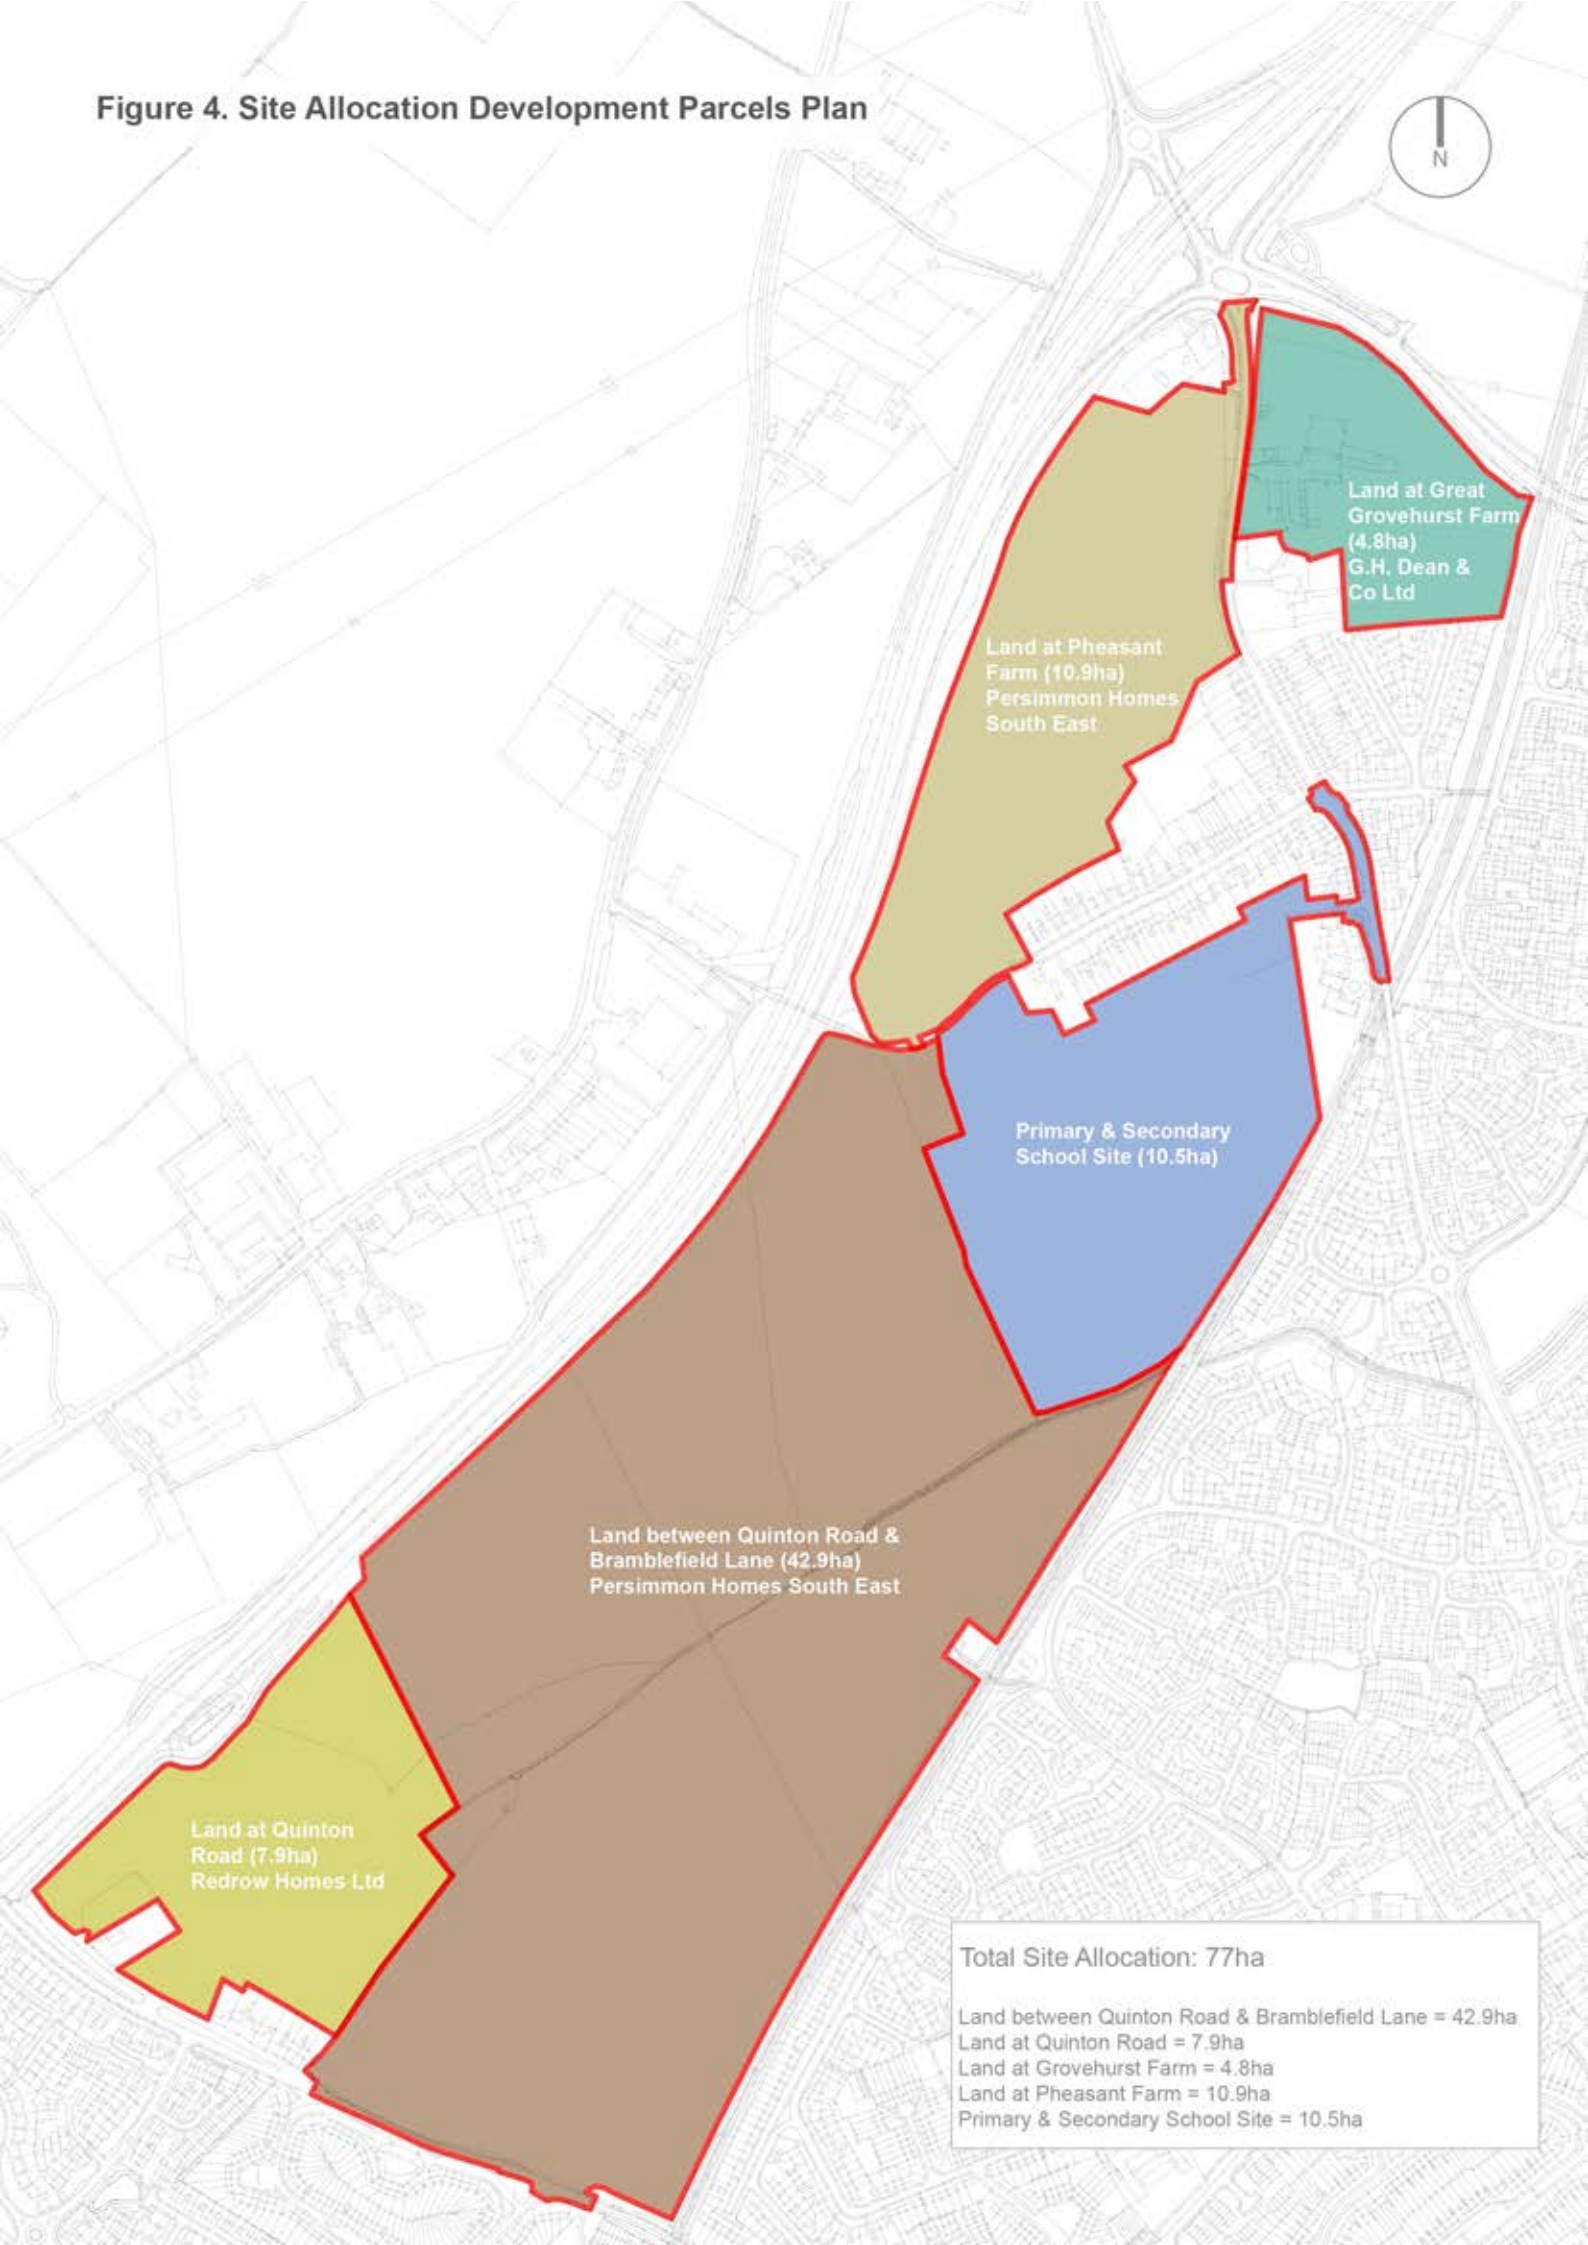 Figure 4. Site Allocation Development Parcels Plan
N
Land at Great
Grovehurst Farm
(4.8ha)
G.H. Dean &
Co Ltd
Land at Pheasant
Farm (10.9ha)
Persimmon Homes
South East
Primary & Secondary
School Site (10.5ha)
Land between Quinton Road &
Bramblefield Lane (42.9ha)
Persimmon Homes South East
Land at Quinton
Road (7.9ha)
Redrow Homes Ltd
Total Site Allocation: 77ha
Land between Quinton Road & Bramblefield Lane = 42.9ha
Land at Quinton Road = 7.9ha
Land at Grovehurst Farm = 4.8ha
Land at Pheasant Farm = 10.9ha
Primary & Secondary School Site = 10.5ha